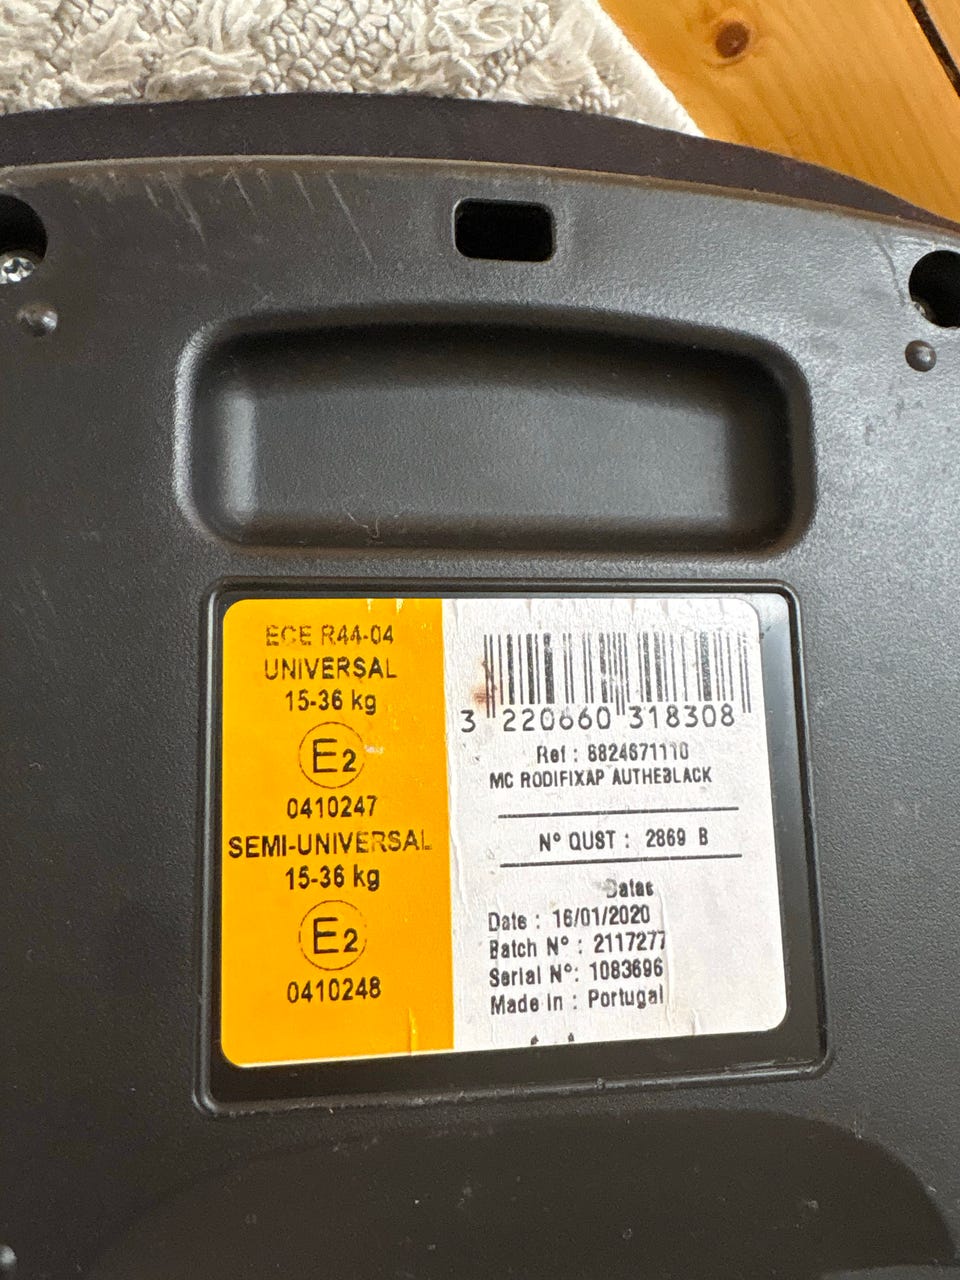 ECE R44-04
UNIVERSAL
15-36 kg
E2
0410247
SEMI-UNIVERSAL
15-36 kg
E2
0410248
3 220660 318308
Ref : 8824671110
MC RODIFIXAP AUTHEBLACK
N° QUST : 2869 B
Date : 16/01/2020
Batch N° : 2117277
Serial N°: 1083696
Made in : Portugal